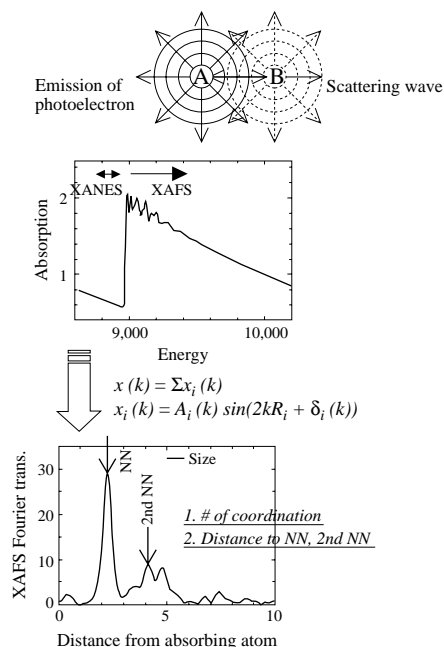 A
B
Emission of
photoelectron
Scattering wave
XANES
XAFS
Absorption
2
1
9,000
10,000
Energy
x (k) = Σx_i (k)
x_i (k) = A_i (k) sin(2kR_i + δ_i (k))
XAFS Fourier trans.
30
20
10
0
NN
2nd NN
Size
1. # of coordination
2. Distance to NN, 2nd NN
0
5
10
Distance from absorbing atom